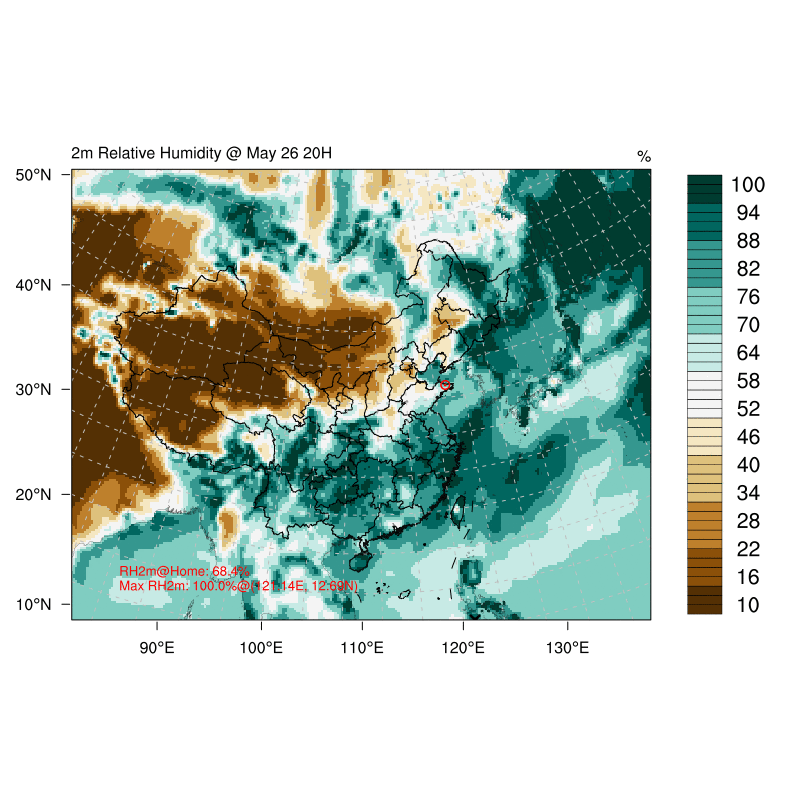 2m Relative Humidity @ May 26 20H
%
50°N
40°N
30°N
20°N
10°N
90°E
100°E
110°E
120°E
130°E
100
94
88
82
76
70
64
58
52
46
40
34
28
22
16
10
RH2m@Home: 68.4%
Max RH2m: 100.0%@(121.14E, 12.69N)